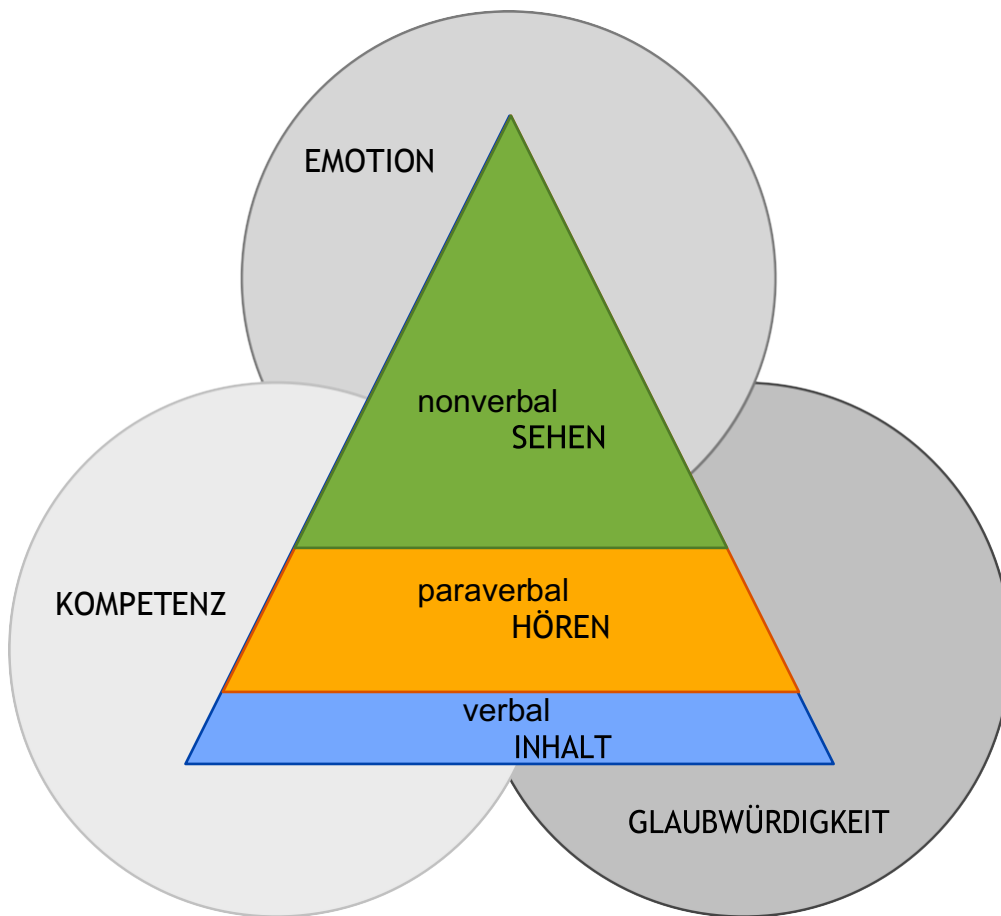 EMOTION
nonverbal
SEHEN
KOMPETENZ
paraverbal
HÖREN
verbal
INHALT
GLAUBWÜRDIGKEIT